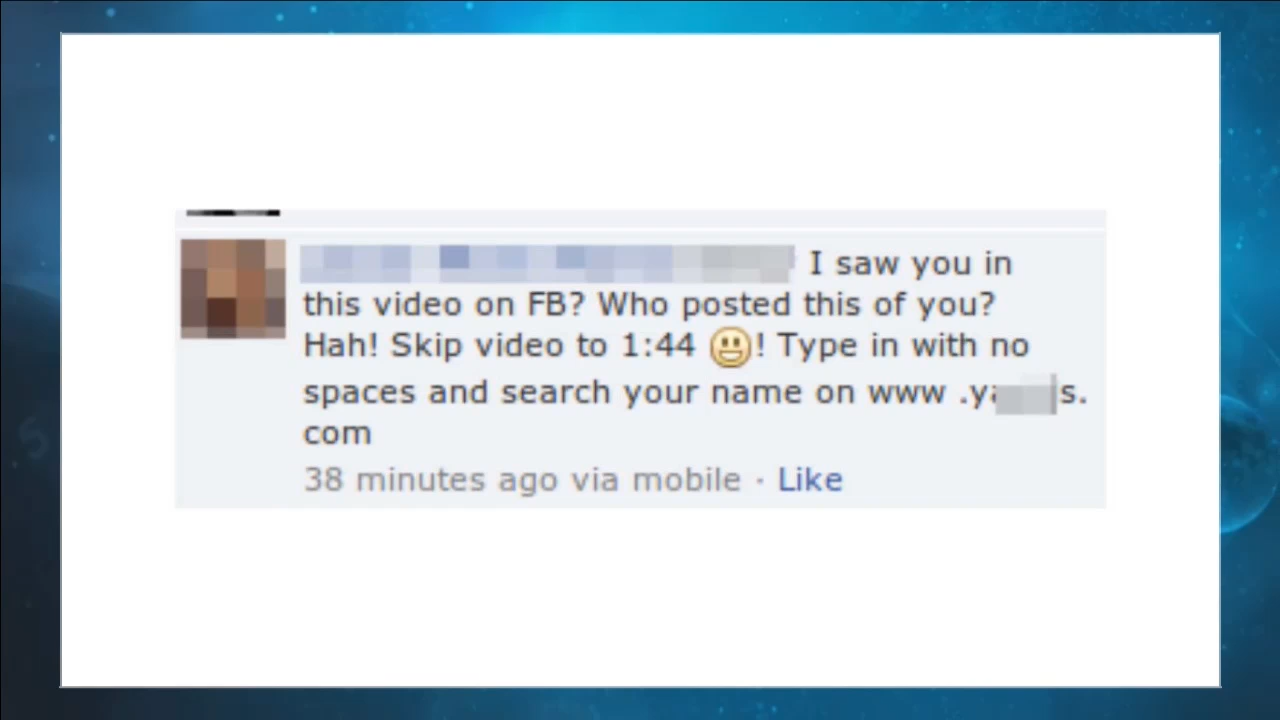 I saw you in
this video on FB? Who posted this of you?
Hah! Skip video to 1:44 ! Type in with no
spaces and search your name on www .ya s.
com
38 minutes ago via mobile · Like